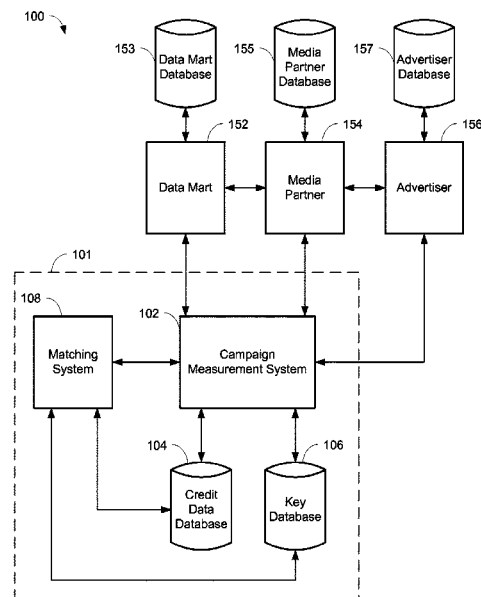 100
153
155
157
Data Mart
Database
Media
Partner
Database
Advertiser
Database
152
154
156
Data Mart
Media
Partner
Advertiser
101
108
102
Matching
System
Campaign
Measurement System
104
106
Credit
Data
Database
Key
Database